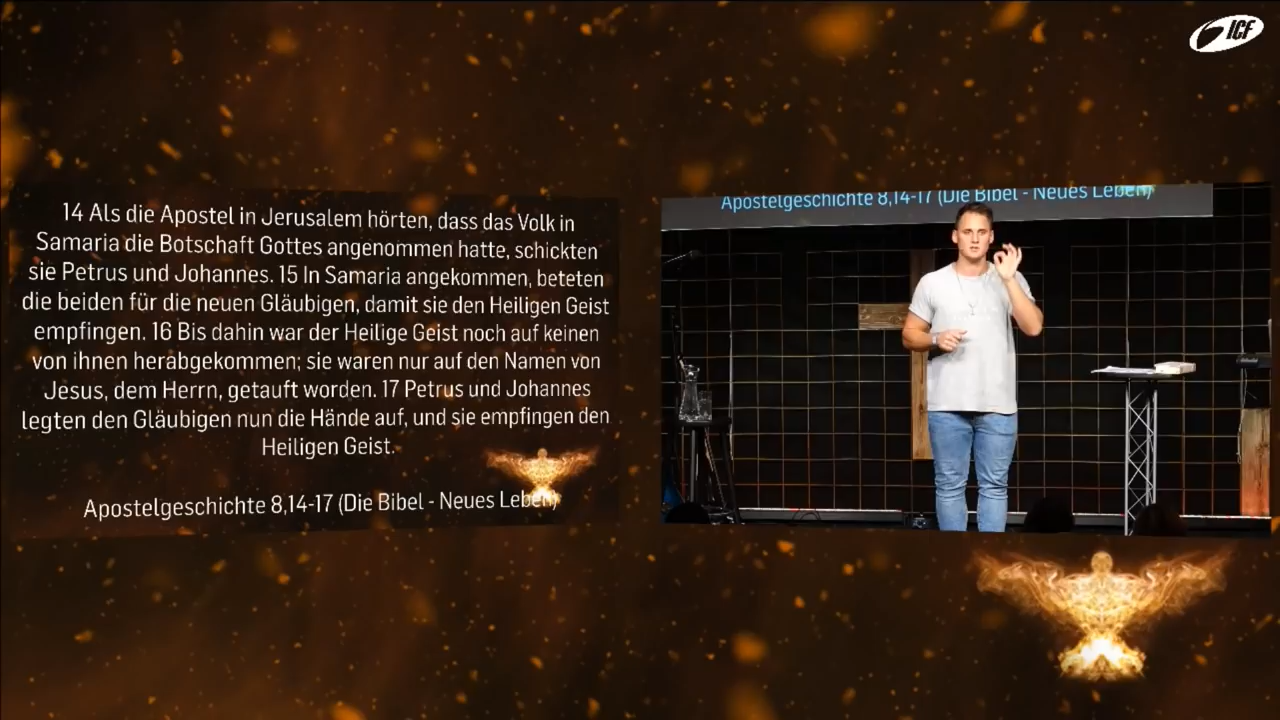 ICF
14 Als die Apostel in Jerusalem hörten, dass das Volk in
Samaria die Botschaft Gottes angenommen hatte, schickten
sie Petrus und Johannes. 15 In Samaria angekommen, beteten
die beiden für die neuen Gläubigen, damit sie den Heiligen Geist
empfingen. 16 Bis dahin war der Heilige Geist noch auf keinen
von ihnen herabgekommen; sie waren nur auf den Namen von
Jesus, dem Herrn, getauft worden. 17 Petrus und Johannes
legten den Gläubigen nun die Hände auf, und sie empfingen den
Heiligen Geist.
Apostelgeschichte 8,14-17 (Die Bibel - Neues Leben)
Apostelgeschichte 8,14-17 (Die Bibel - Neues Leben)